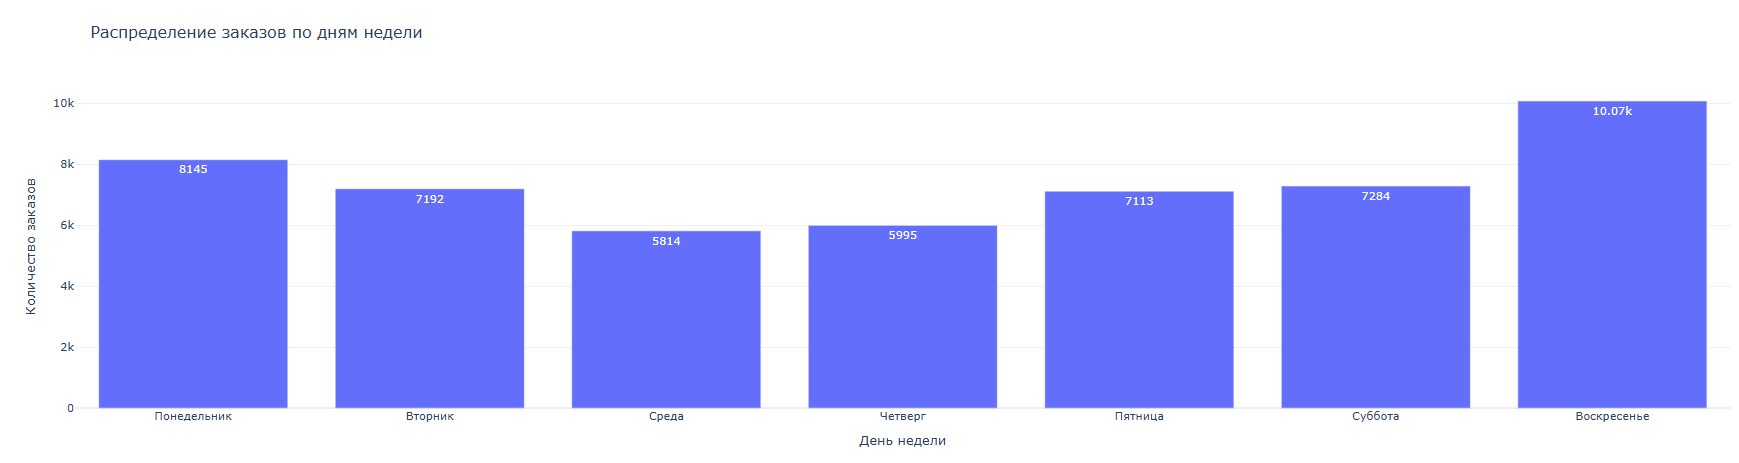 Распределение заказов по дням недели
Количество заказов
10k
8k
6k
4k
2k
0
8145
7192
5814
5995
7113
7284
10.07k
Понедельник
Вторник
Среда
Четверг
Пятница
Суббота
Воскресенье
День недели